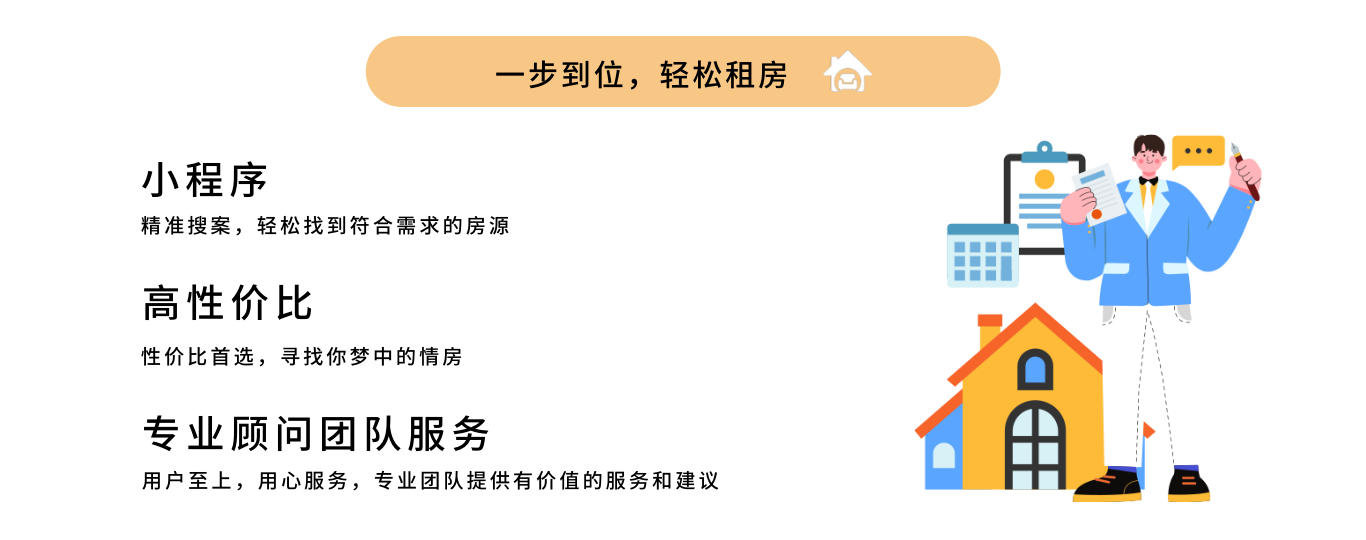 一步到位，轻松租房
小程序
精准搜案，轻松找到符合需求的房源
高性价比
性价比首选，寻找你梦中的情房
专业顾问团队服务
用户至上，用心服务，专业团队提供有价值的服务和建议